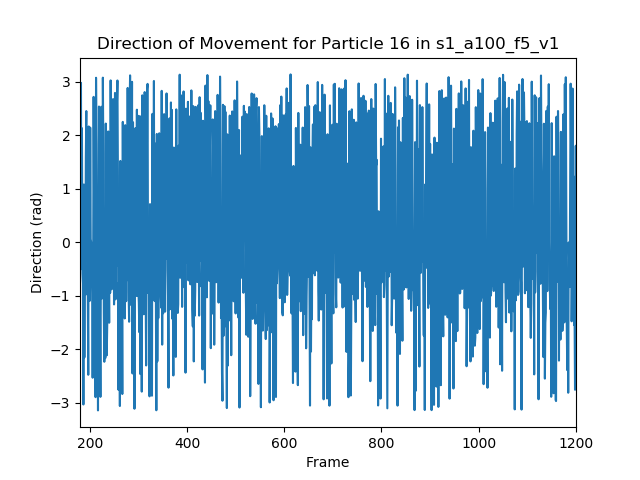 Direction of Movement for Particle 16 in s1_a100_f5_v1
3
2
1
0
−1
−2
−3
Direction (rad)
200 400 600 800 1000 1200
Frame